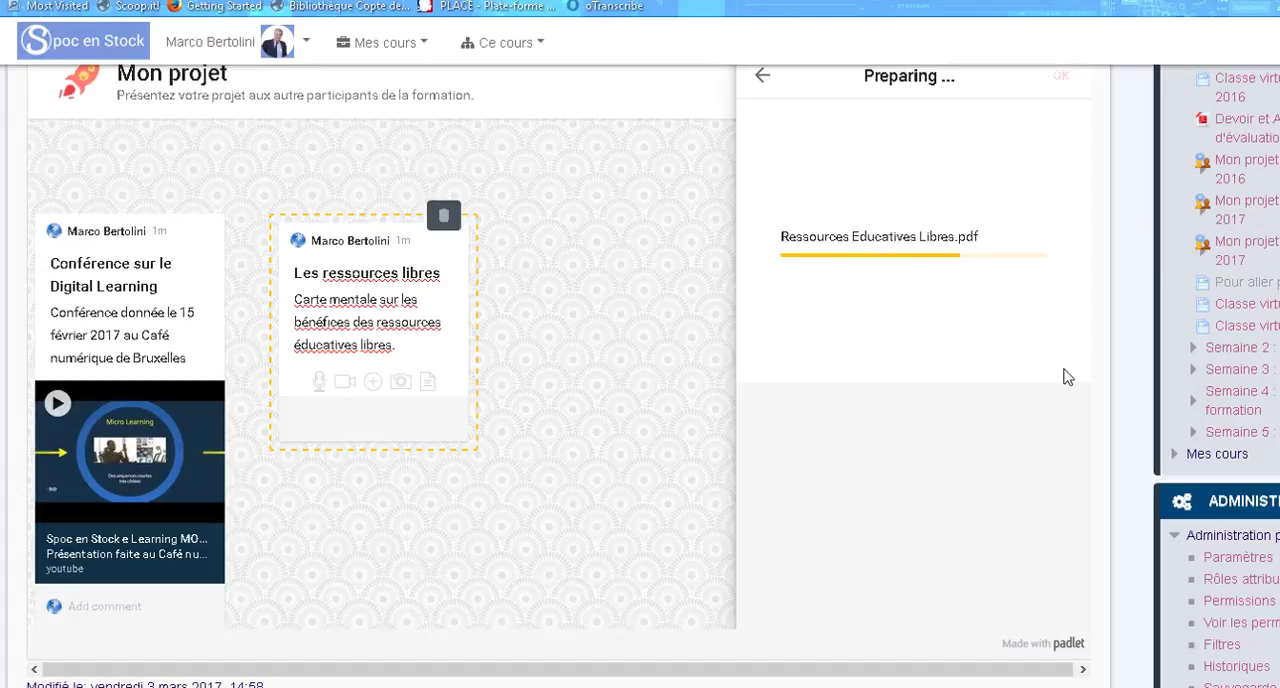 Most Visited Scoop.it! Getting Started Bibliothèque Copte de... PLACE - Plate-forme ... oTranscribe
Spoc en Stock Marco Bertolini Mes cours Ce cours
Mon projet
Présentez votre projet aux autre participants de la formation.
Marco Bertolini 1m
Conférence sur le
Digital Learning
Conférence donnée le 15
février 2017 au Café
numérique de Bruxelles
Micro Learning
Spoc en Stock e Learning MO...
Présentation faite au Café nu...
youtube
Add comment
Marco Bertolini 1m
Les ressources libres
Carte mentale sur les
bénéfices des ressources
éducatives libres.
Preparing ... OK
Ressources Educatives Libres.pdf
Made with padlet
Modifié le: vendredi 3 mars 2017, 14:58
Classe virtu
2016
Devoir et A
d'évaluatio
Mon projet
2016
Mon projet
2017
Mon projet
2017
Pour aller p
Classe virtu
Classe virtu
Semaine 2 :
Semaine 3 :
Semaine 4 :
formation
Semaine 5 :
Mes cours
ADMINIST
Administration p
Paramètres
Rôles attribu
Permissions
Voir les perm
Filtres
Historiques
Sauvegarde